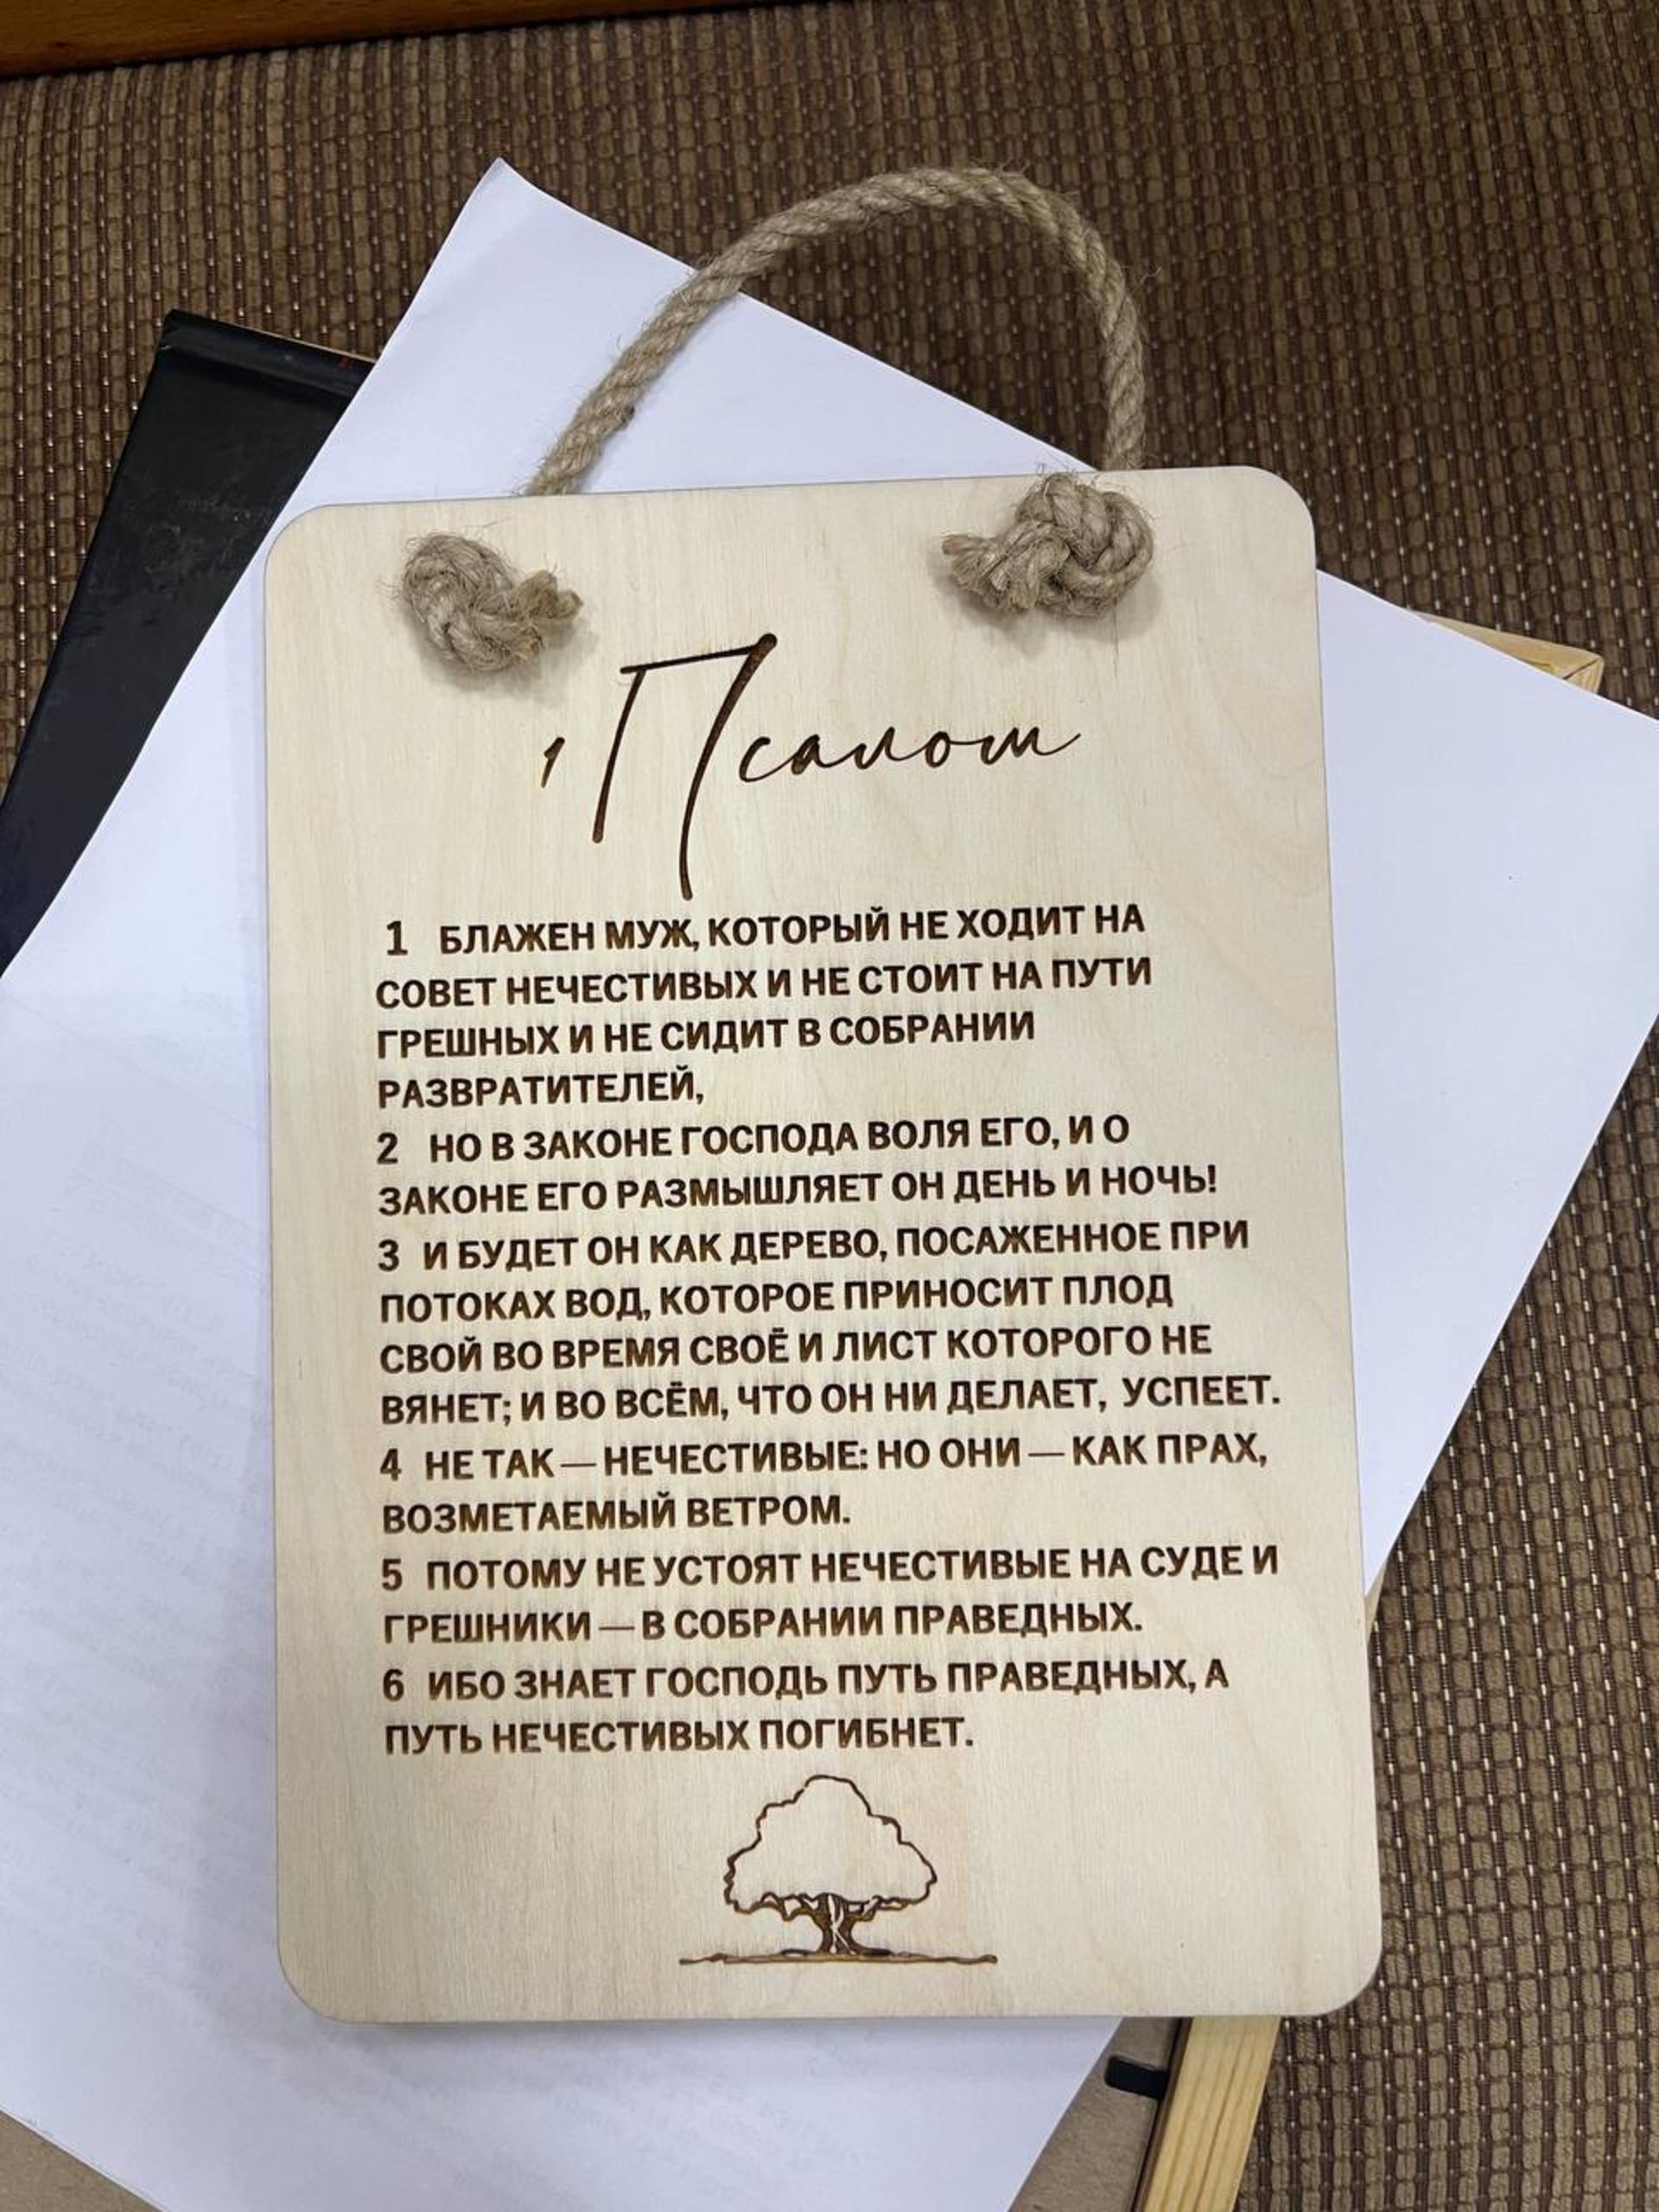 1 Псалом
1 БЛАЖЕН МУЖ, КОТОРЫЙ НЕ ХОДИТ НА
СОВЕТ НЕЧЕСТИВЫХ И НЕ СТОИТ НА ПУТИ
ГРЕШНЫХ И НЕ СИДИТ В СОБРАНИИ
РАЗВРАТИТЕЛЕЙ,
2 НО В ЗАКОНЕ ГОСПОДА ВОЛЯ ЕГО, И О
ЗАКОНЕ ЕГО РАЗМЫШЛЯЕТ ОН ДЕНЬ И НОЧЬ!
3 И БУДЕТ ОН КАК ДЕРЕВО, ПОСАЖЕННОЕ ПРИ
ПОТОКАХ ВОД, КОТОРОЕ ПРИНОСИТ ПЛОД
СВОЙ ВО ВРЕМЯ СВОЁ И ЛИСТ КОТОРОГО НЕ
ВЯНЕТ; И ВО ВСЁМ, ЧТО ОН НИ ДЕЛАЕТ, УСПЕЕТ.
4 НЕ ТАК — НЕЧЕСТИВЫЕ: НО ОНИ — КАК ПРАХ,
ВОЗМЕТАЕМЫЙ ВЕТРОМ.
5 ПОТОМУ НЕ УСТОЯТ НЕЧЕСТИВЫЕ НА СУДЕ И
ГРЕШНИКИ — В СОБРАНИИ ПРАВЕДНЫХ.
6 ИБО ЗНАЕТ ГОСПОДЬ ПУТЬ ПРАВЕДНЫХ, А
ПУТЬ НЕЧЕСТИВЫХ ПОГИБНЕТ.